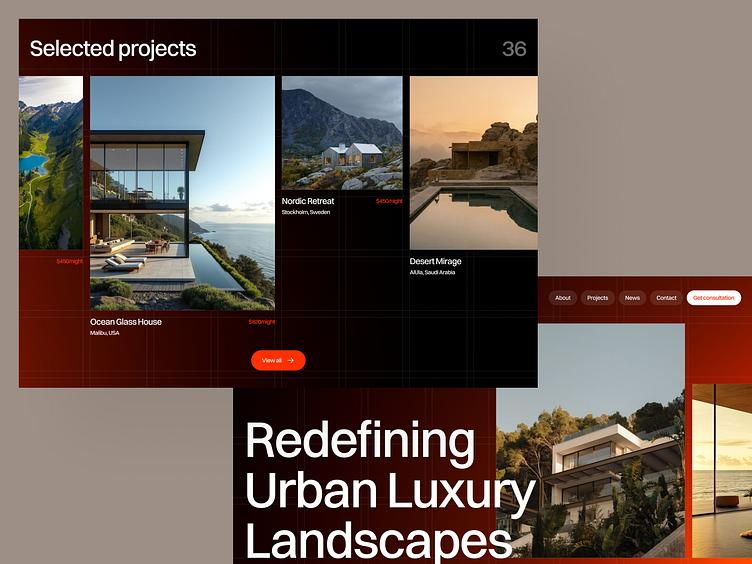 Selected projects
36
$450/night
Ocean Glass House
$820/night
Malibu, USA
Nordic Retreat
$450/night
Stockholm, Sweden
Desert Mirage
AlUla, Saudi Arabia
View all
About
Projects
News
Contact
Get consultation
Redefining
Urban Luxury
Landscapes